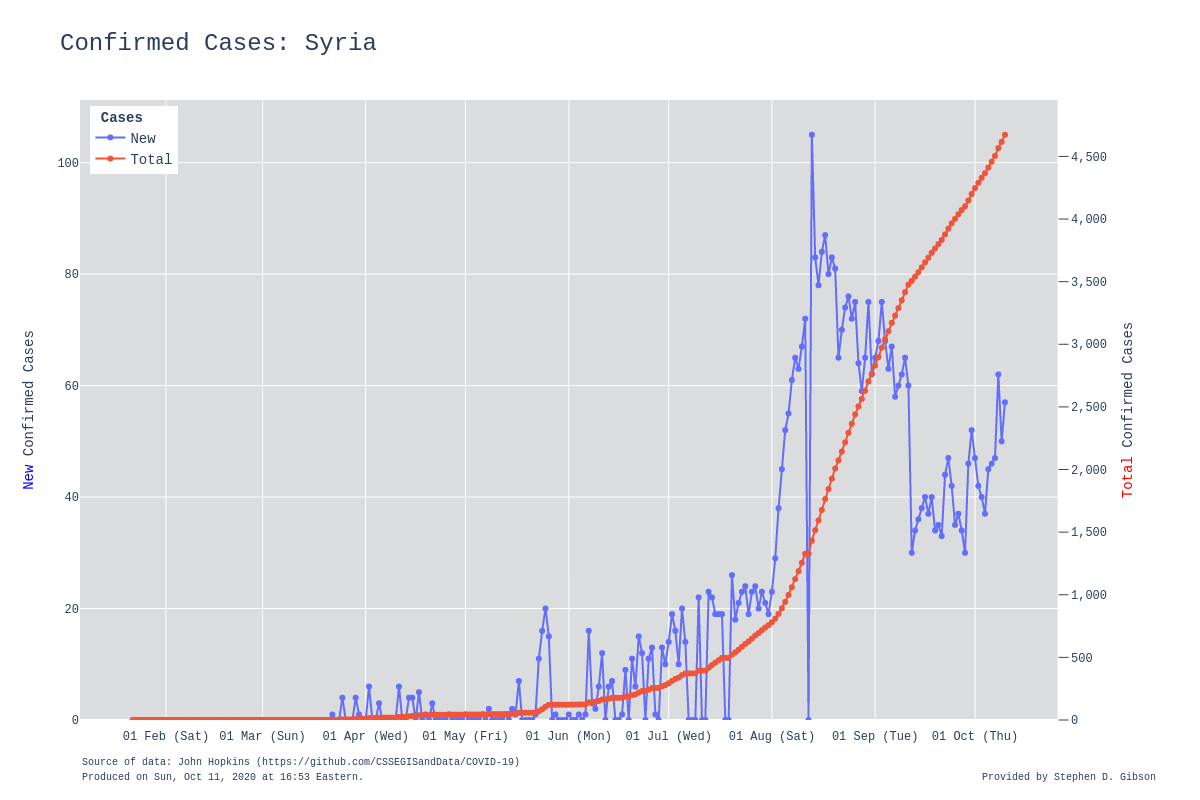 Confirmed Cases: Syria
Cases
New
Total
100
80
60
40
20
0
4,500
4,000
3,500
3,000
2,500
2,000
1,500
1,000
500
0
New Confirmed Cases
Total Confirmed Cases
01 Feb (Sat) 01 Mar (Sun) 01 Apr (Wed) 01 May (Fri) 01 Jun (Mon) 01 Jul (Wed) 01 Aug (Sat) 01 Sep (Tue) 01 Oct (Thu)
Source of data: John Hopkins (https://github.com/CSSEGISandData/COVID-19)
Produced on Sun, Oct 11, 2020 at 16:53 Eastern.
Provided by Stephen D. Gibson